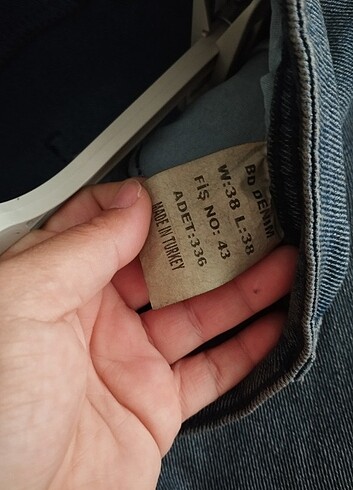 BD DENIM
W:38 L:38
FİŞ NO: 43
ADET:336
MADE IN TURKEY